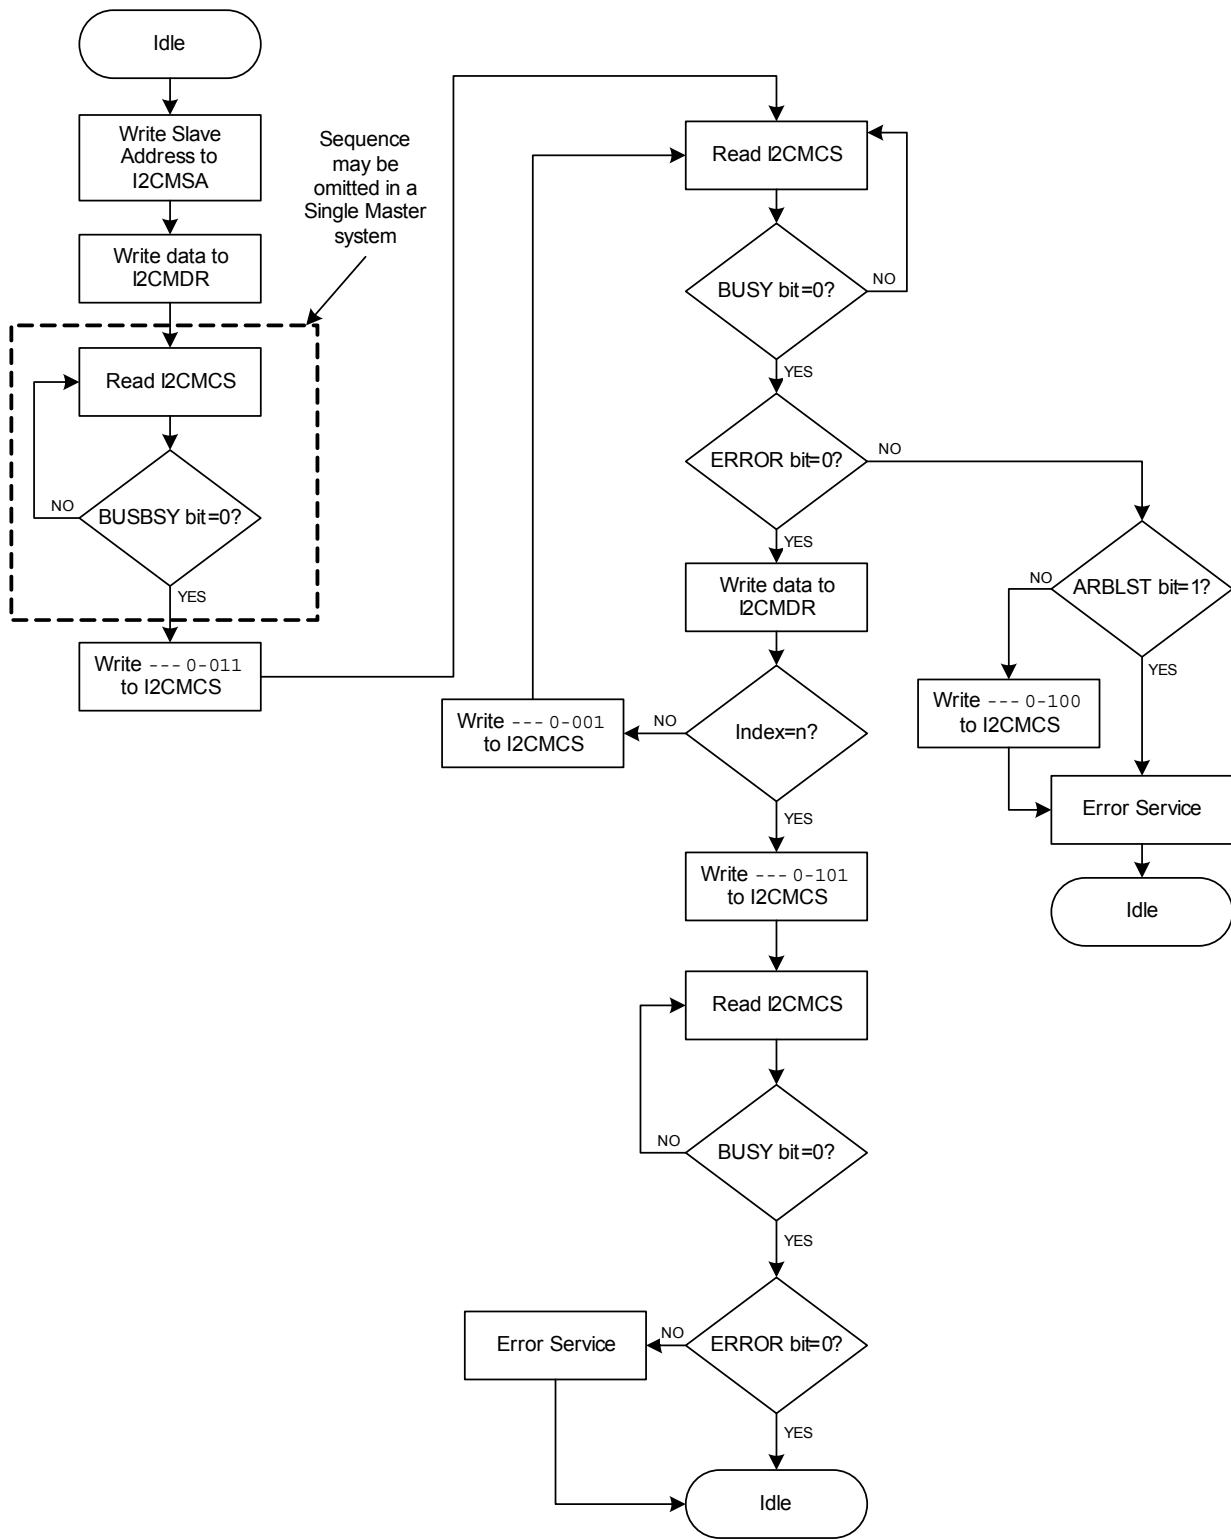 Idle
Write Slave
Address to
I2CMSA
Write data to
I2CMDR
Sequence
may be
omitted in a
Single Master
system
Read I2CMCS
BUSBSY bit=0?
NO
YES
Write --- 0-011
to I2CMCS
Read I2CMCS
BUSY bit=0?
NO
YES
ERROR bit=0?
NO
YES
Write data to
I2CMDR
Index=n?
NO
Write --- 0-001
to I2CMCS
YES
ARBLST bit=1?
NO
Write --- 0-100
to I2CMCS
YES
Error Service
Idle
Write --- 0-101
to I2CMCS
Read I2CMCS
BUSY bit=0?
NO
YES
ERROR bit=0?
NO
Error Service
YES
Idle